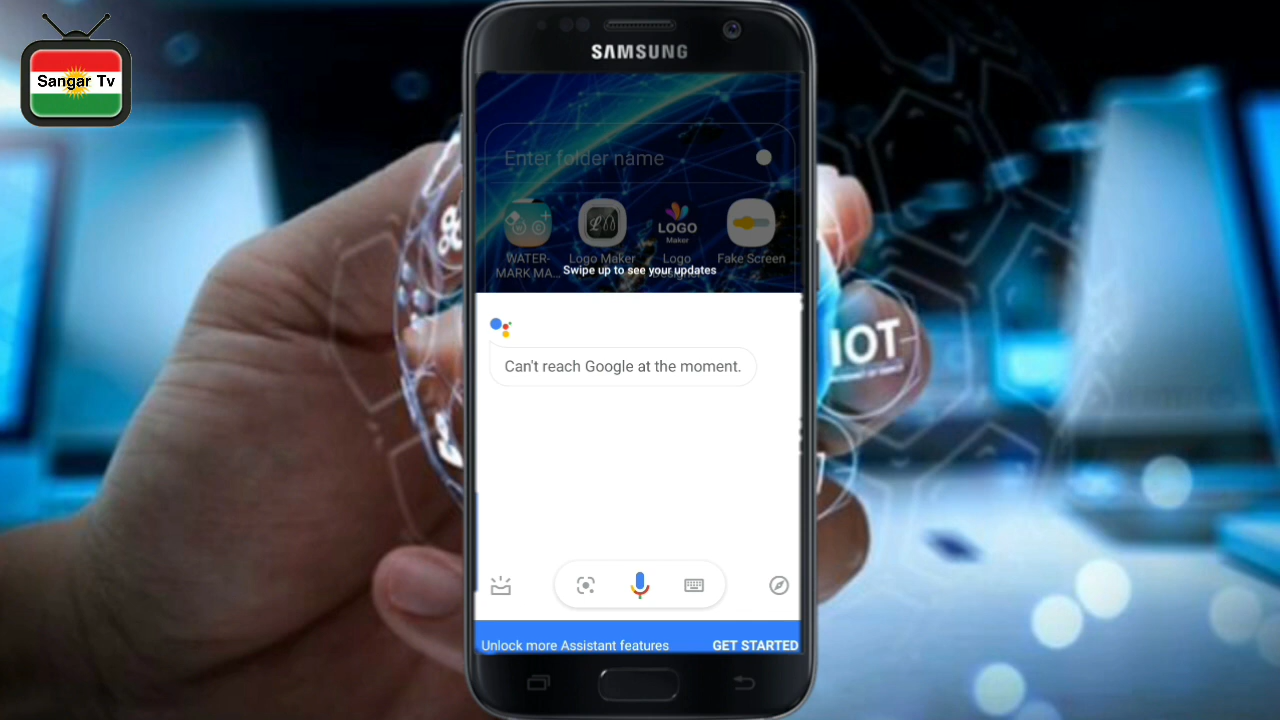 Sangar Tv
SAMSUNG
Enter folder name
WATER-
MARK MA...
Logo Maker
LOGO
Maker
Logo
Fake Screen
Swipe up to see your updates
Can't reach Google at the moment.
IOT
Unlock more Assistant features
GET STARTED